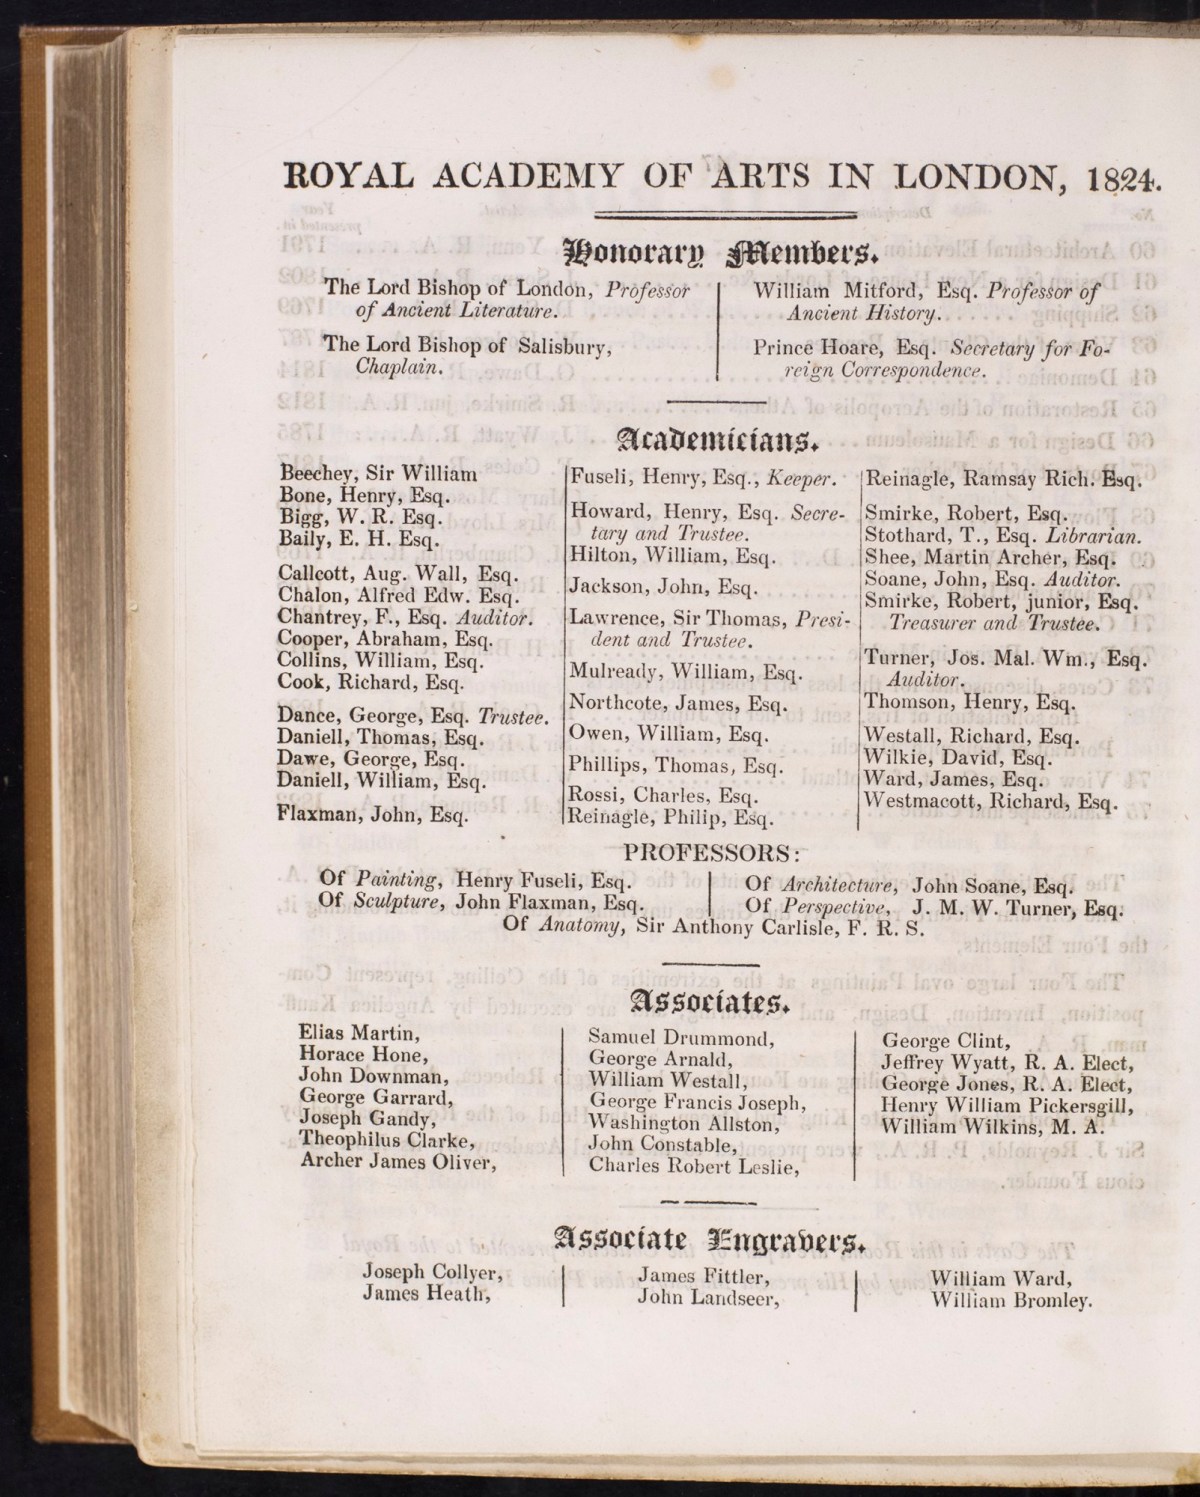 ROYAL ACADEMY OF ARTS IN LONDON, 1824.
Honorary Members.
The Lord Bishop of London, Professor
of Ancient Literature.
The Lord Bishop of Salisbury,
Chaplain.
William Mitford, Esq. Professor of
Ancient History.
Prince Hoare, Esq. Secretary for Fo-
reign Correspondence.
Academicians.
Beechey, Sir William
Bone, Henry, Esq.
Bigg, W. R. Esq.
Baily, E. H. Esq.
Callcott, Aug. Wall, Esq.
Chalon, Alfred Edw. Esq.
Chantrey, F., Esq. Auditor.
Cooper, Abraham, Esq.
Collins, William, Esq.
Cook, Richard, Esq.
Dance, George, Esq. Trustee.
Daniell, Thomas, Esq.
Dawe, George, Esq.
Daniell, William, Esq.
Flaxman, John, Esq.
Fuseli, Henry, Esq., Keeper.
Howard, Henry, Esq. Secre-
tary and Trustee.
Hilton, William, Esq.
Jackson, John, Esq.
Lawrence, Sir Thomas, Presi-
dent and Trustee.
Mulready, William, Esq.
Northcote, James, Esq.
Owen, William, Esq.
Phillips, Thomas, Esq.
Rossi, Charles, Esq.
Reinagle, Philip, Esq.
Reinagle, Ramsay Rich. Esq.
Smirke, Robert, Esq.
Stothard, T., Esq. Librarian.
Shee, Martin Archer, Esq.
Soane, John, Esq. Auditor.
Smirke, Robert, junior, Esq.
Treasurer and Trustee.
Turner, Jos. Mal. Wm., Esq.
Auditor.
Thomson, Henry, Esq.
Westall, Richard, Esq.
Wilkie, David, Esq.
Ward, James, Esq.
Westmacott, Richard, Esq.
PROFESSORS:
Of Painting, Henry Fuseli, Esq.
Of Sculpture, John Flaxman, Esq.
Of Architecture, John Soane, Esq.
Of Perspective, J. M. W. Turner, Esq.
Of Anatomy, Sir Anthony Carlisle, F. R. S.
Associates.
Elias Martin,
Horace Hone,
John Downman,
George Garrard,
Joseph Gandy,
Theophilus Clarke,
Archer James Oliver,
Samuel Drummond,
George Arnald,
William Westall,
George Francis Joseph,
Washington Allston,
John Constable,
Charles Robert Leslie,
George Clint,
Jeffrey Wyatt, R. A. Elect,
George Jones, R. A. Elect,
Henry William Pickersgill,
William Wilkins, M. A.
Associate Engravers.
Joseph Collyer,
James Heath,
James Fittler,
John Landseer,
William Ward,
William Bromley.